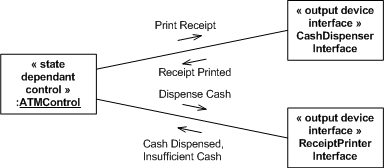 Print Receipt
« output device
interface »
CashDispenser
Interface
Receipt Printed
« state
dependant
control »
:ATMControl
Dispense Cash
Cash Dispensed,
Insufficient Cash
« output device
interface »
ReceiptPrinter
Interface